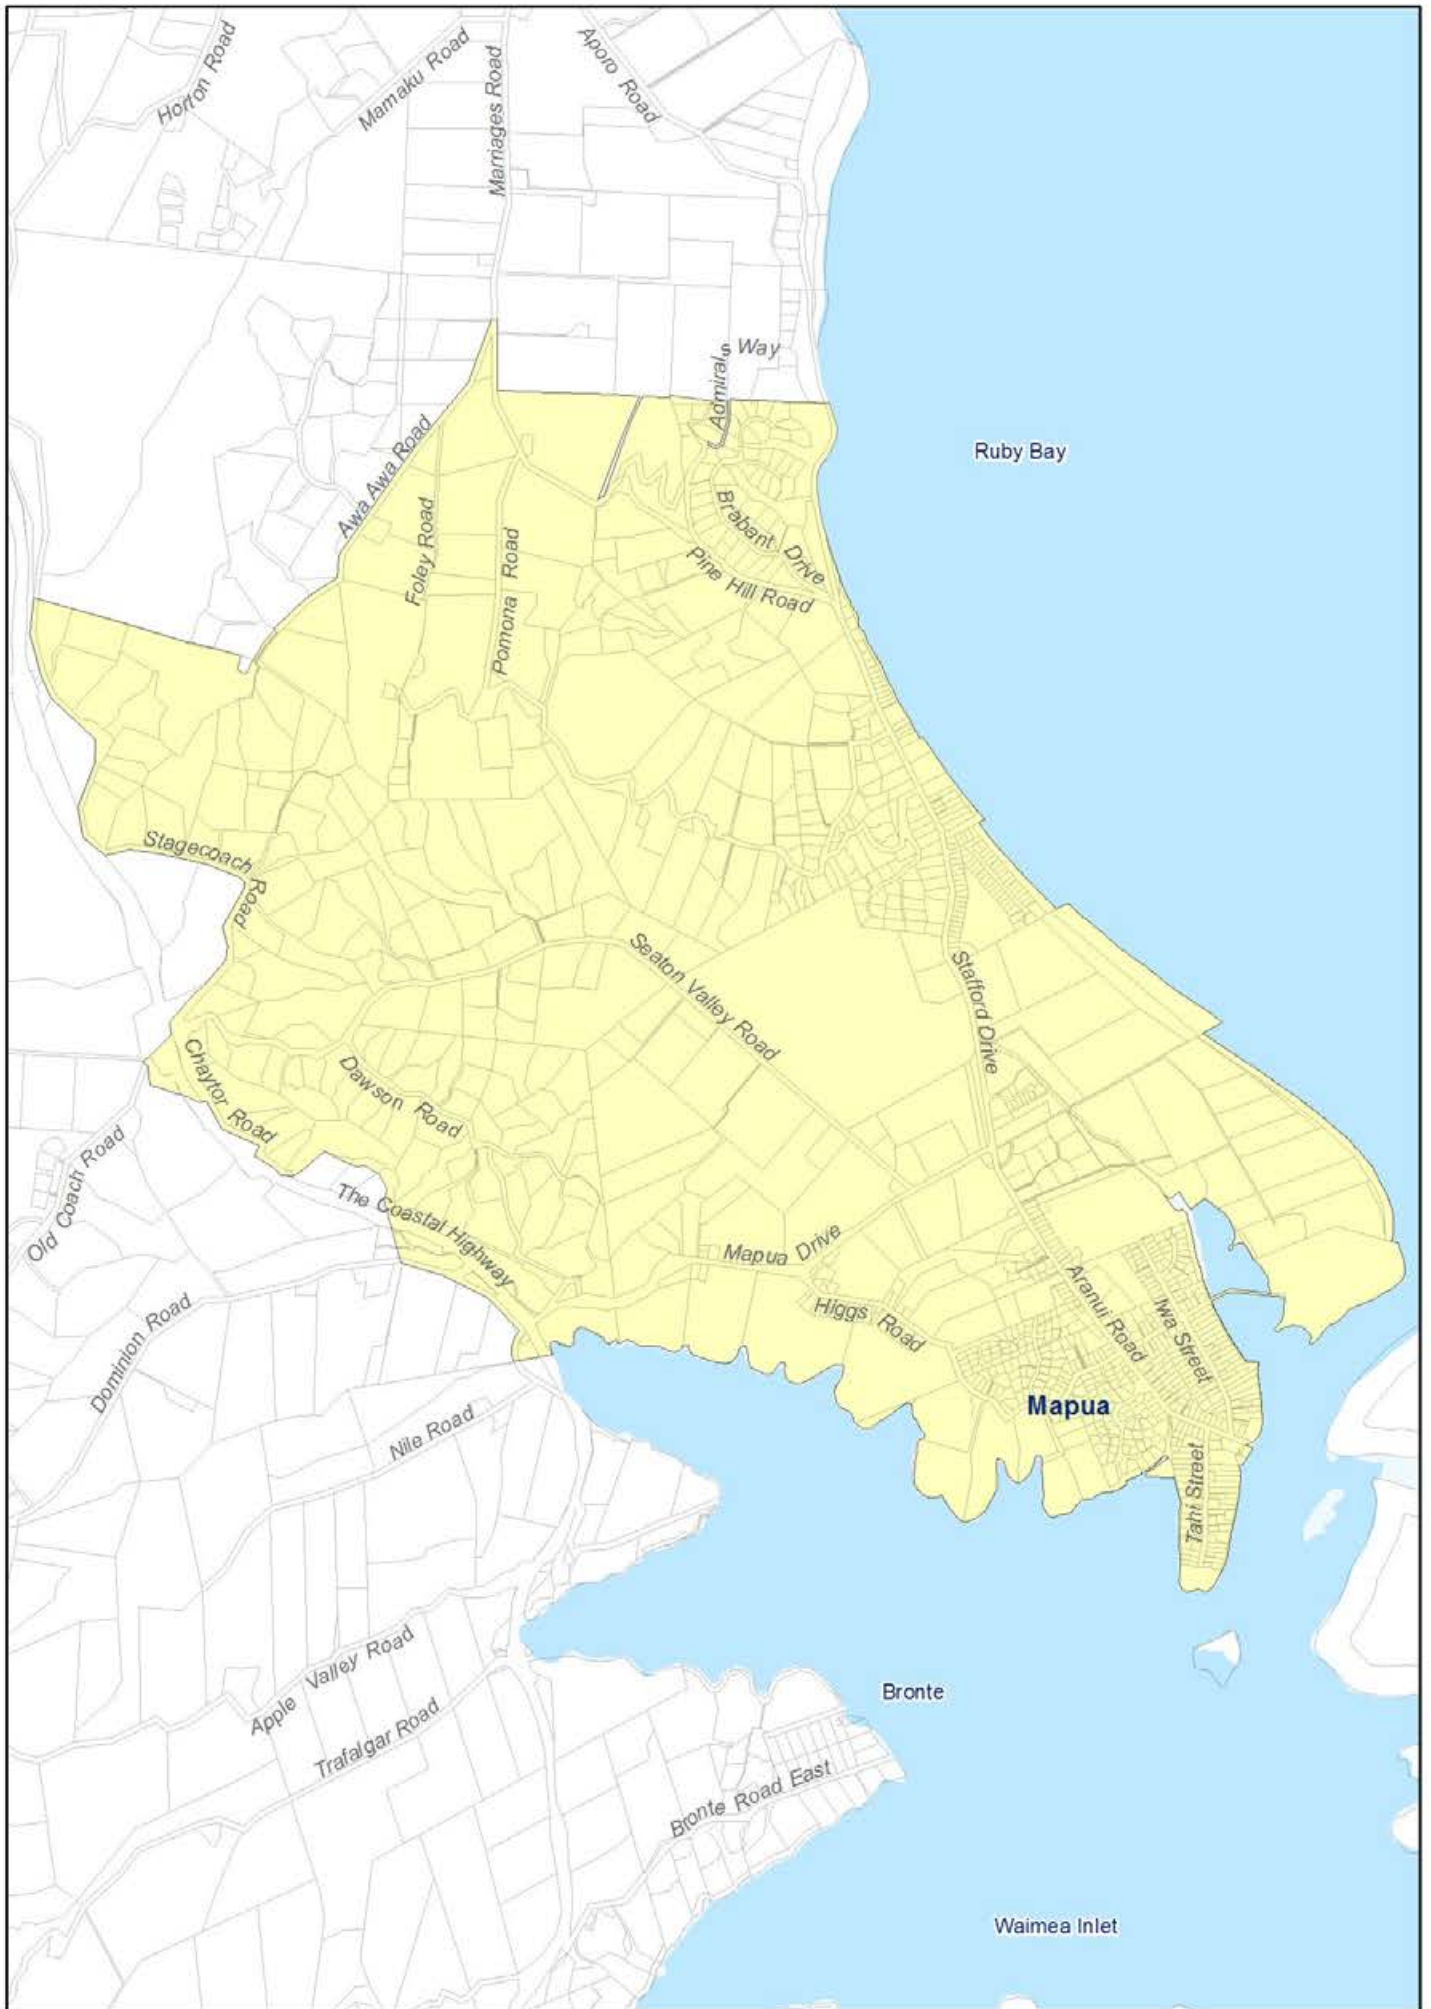 Horton Road
Mamaku Road
Marriages Road
Aporo Road
Admirals Way
Ruby Bay
Awa Awa Road
Foley Road
Pomona Road
Brabant Drive
Pine Hill Road
Stagecoach Road
Seaton Valley Road
Stafford Drive
Chaytor Road
Dawson Road
Old Coach Road
The Coastal Highway
Mapua Drive
Higgs Road
Aranui Road
Iwa Street
Dominion Road
Mapua
Nile Road
Tahi Street
Apple Valley Road
Trafalgar Road
Bronte
Bronte Road East
Waimea Inlet